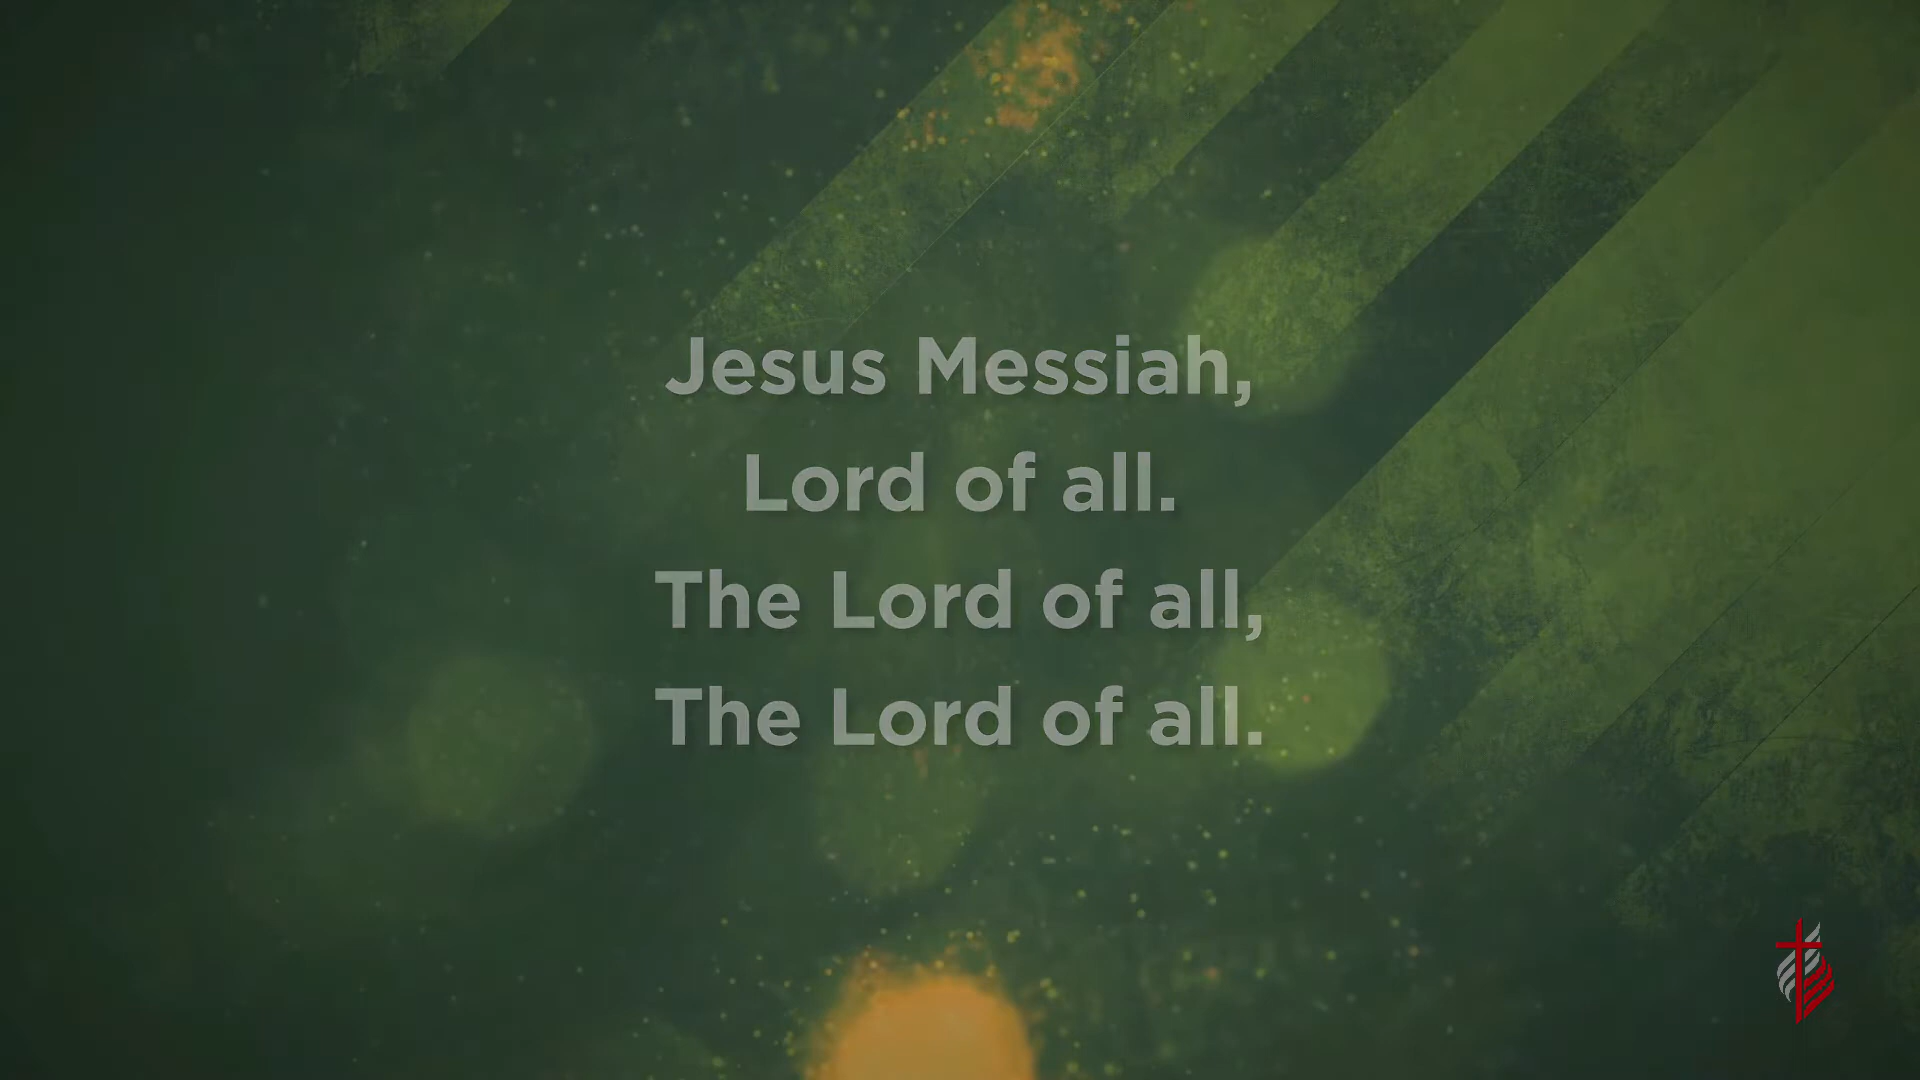 Jesus Messiah,
Lord of all.
The Lord of all,
The Lord of all.